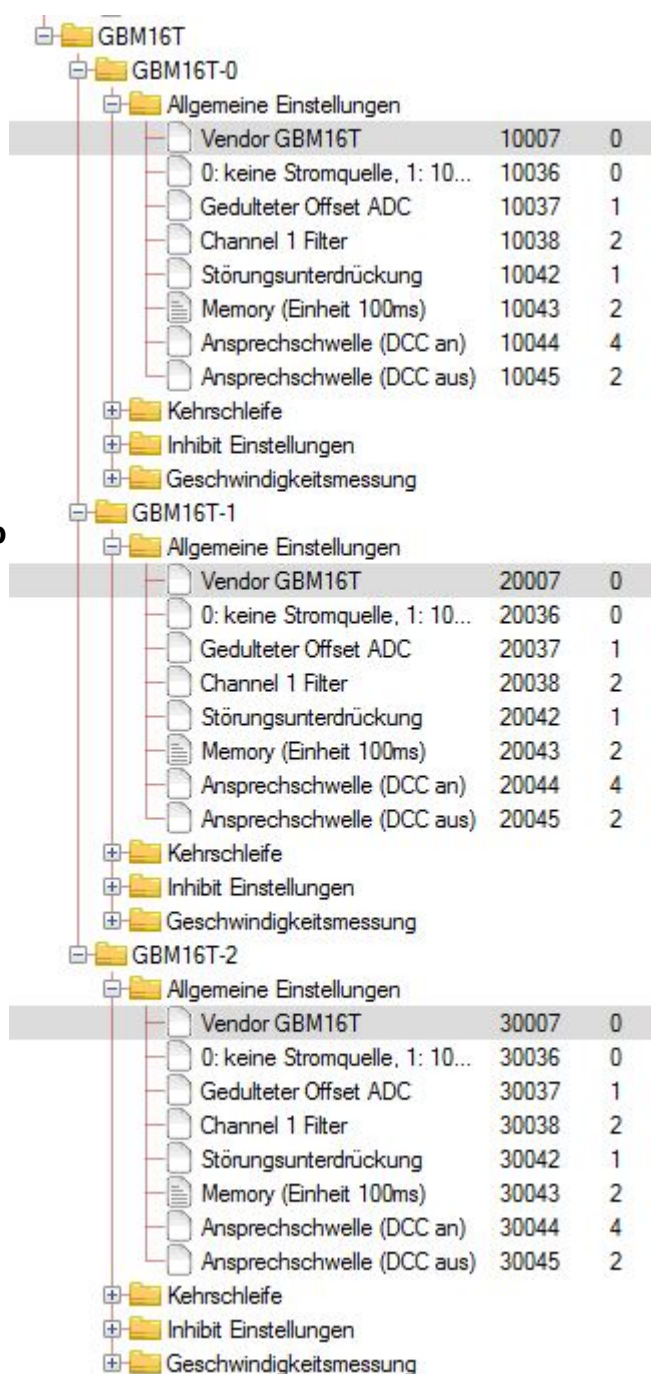 GBM16T
GBM16T-0
Allgemeine Einstellungen
Vendor GBM16T 10007 0
0: keine Stromquelle, 1: 10... 10036 0
Gedulteter Offset ADC 10037 1
Channel 1 Filter 10038 2
Störungsunterdrückung 10042 1
Memory (Einheit 100ms) 10043 2
Ansprechschwelle (DCC an) 10044 4
Ansprechschwelle (DCC aus) 10045 2
Kehrschleife
Inhibit Einstellungen
Geschwindigkeitsmessung
GBM16T-1
Allgemeine Einstellungen
Vendor GBM16T 20007 0
0: keine Stromquelle, 1: 10... 20036 0
Gedulteter Offset ADC 20037 1
Channel 1 Filter 20038 2
Störungsunterdrückung 20042 1
Memory (Einheit 100ms) 20043 2
Ansprechschwelle (DCC an) 20044 4
Ansprechschwelle (DCC aus) 20045 2
Kehrschleife
Inhibit Einstellungen
Geschwindigkeitsmessung
GBM16T-2
Allgemeine Einstellungen
Vendor GBM16T 30007 0
0: keine Stromquelle, 1: 10... 30036 0
Gedulteter Offset ADC 30037 1
Channel 1 Filter 30038 2
Störungsunterdrückung 30042 1
Memory (Einheit 100ms) 30043 2
Ansprechschwelle (DCC an) 30044 4
Ansprechschwelle (DCC aus) 30045 2
Kehrschleife
Inhibit Einstellungen
Geschwindigkeitsmessung